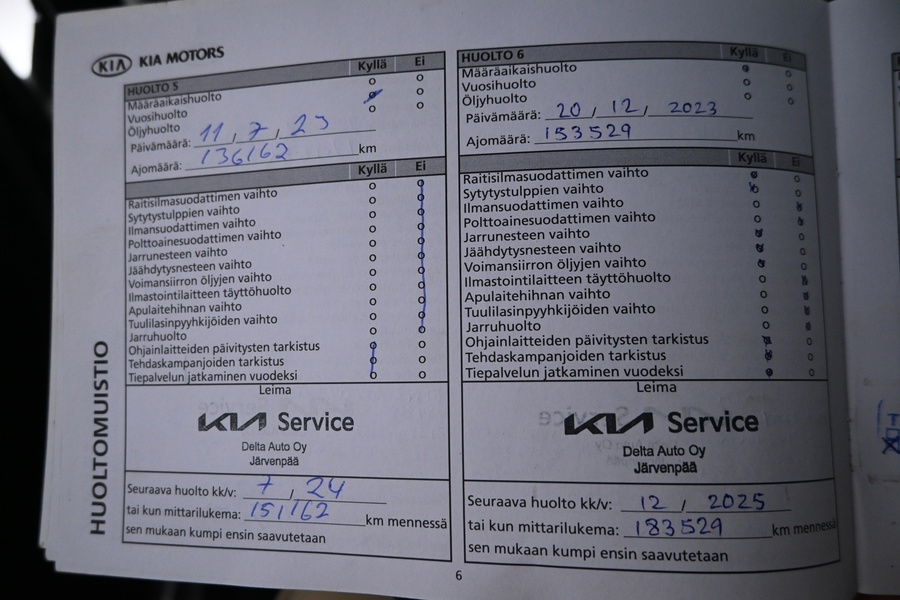 KIA KIA MOTORS
HUOLTOMUISTIO
HUOLTO 5 Kyllä Ei
Määräaikaishuolto
Vuosihuolto
Öljyhuolto
Päivämäärä: 11, 7, 23
Ajomäärä: 136162 km
Kyllä Ei
Raitisilmasuodattimen vaihto
Sytytystulppien vaihto
Ilmansuodattimen vaihto
Polttoainesuodattimen vaihto
Jarrunesteen vaihto
Jäähdytysnesteen vaihto
Voimansiirron öljyjen vaihto
Ilmastointilaitteen täyttöhuolto
Apulaitehihnan vaihto
Tuulilasinpyyhkijöiden vaihto
Jarruhuolto
Ohjainlaitteiden päivitysten tarkistus
Tehdaskampanjoiden tarkistus
Tiepalvelun jatkaminen vuodeksi
Leima
KIA Service
Delta Auto Oy
Järvenpää
Seuraava huolto kk/v: 7, 24
tai kun mittarilukema: 151162 km mennessä
sen mukaan kumpi ensin saavutetaan
HUOLTO 6 Kyllä Ei
Määräaikaishuolto
Vuosihuolto
Öljyhuolto
Päivämäärä: 20, 12, 2023
Ajomäärä: 153529 km
Kyllä Ei
Raitisilmasuodattimen vaihto
Sytytystulppien vaihto
Ilmansuodattimen vaihto
Polttoainesuodattimen vaihto
Jarrunesteen vaihto
Jäähdytysnesteen vaihto
Voimansiirron öljyjen vaihto
Ilmastointilaitteen täyttöhuolto
Apulaitehihnan vaihto
Tuulilasinpyyhkijöiden vaihto
Jarruhuolto
Ohjainlaitteiden päivitysten tarkistus
Tehdaskampanjoiden tarkistus
Tiepalvelun jatkaminen vuodeksi
Leima
KIA Service
Delta Auto Oy
Järvenpää
Seuraava huolto kk/v: 12, 2025
tai kun mittarilukema: 183529 km mennessä
sen mukaan kumpi ensin saavutetaan
6